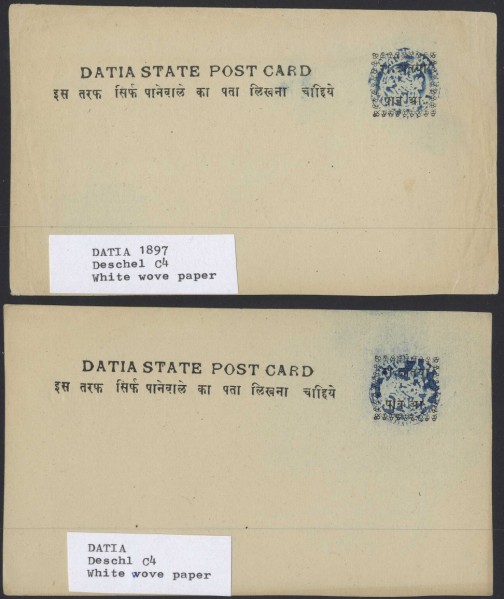 DATIA STATE POST CARD
इस तरफ सिर्फ पानेवाले का पता लिखना चाहिये
DATIA 1897
Deschel C4
White wove paper
DATIA STATE POST CARD
इस तरफ सिर्फ पानेवाले का पता लिखना चाहिये
DATIA
Deschl C4
White wove paper